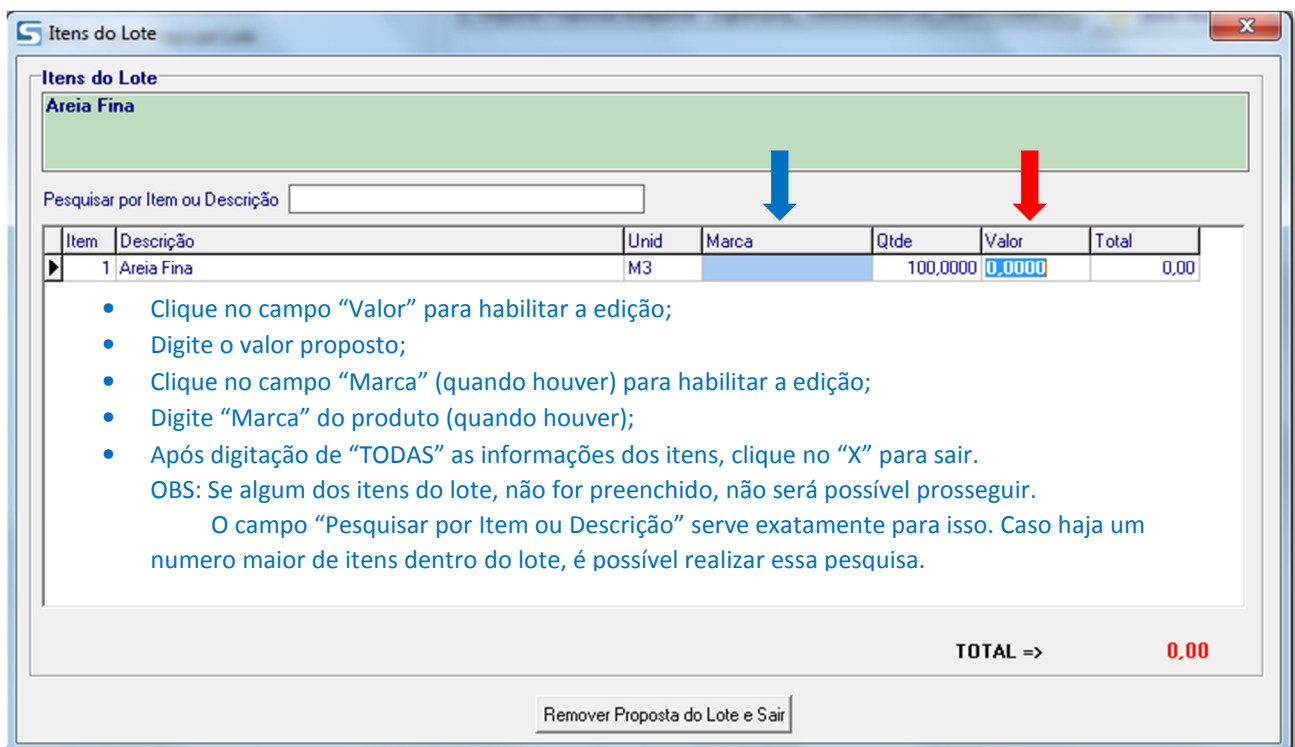 Itens do Lote
Itens do Lote
Areia Fina
Pesquisar por Item ou Descrição
Item Descrição Unid Marca Qtde Valor Total
1 Areia Fina M3 100,0000 0,0000 0,00
• Clique no campo “Valor” para habilitar a edição;
• Digite o valor proposto;
• Clique no campo “Marca” (quando houver) para habilitar a edição;
• Digite “Marca” do produto (quando houver);
• Após digitação de “TODAS” as informações dos itens, clique no “X” para sair.
OBS: Se algum dos itens do lote, não for preenchido, não será possível prosseguir.
O campo “Pesquisar por Item ou Descrição” serve exatamente para isso. Caso haja um
numero maior de itens dentro do lote, é possível realizar essa pesquisa.
TOTAL => 0,00
Remover Proposta do Lote e Sair